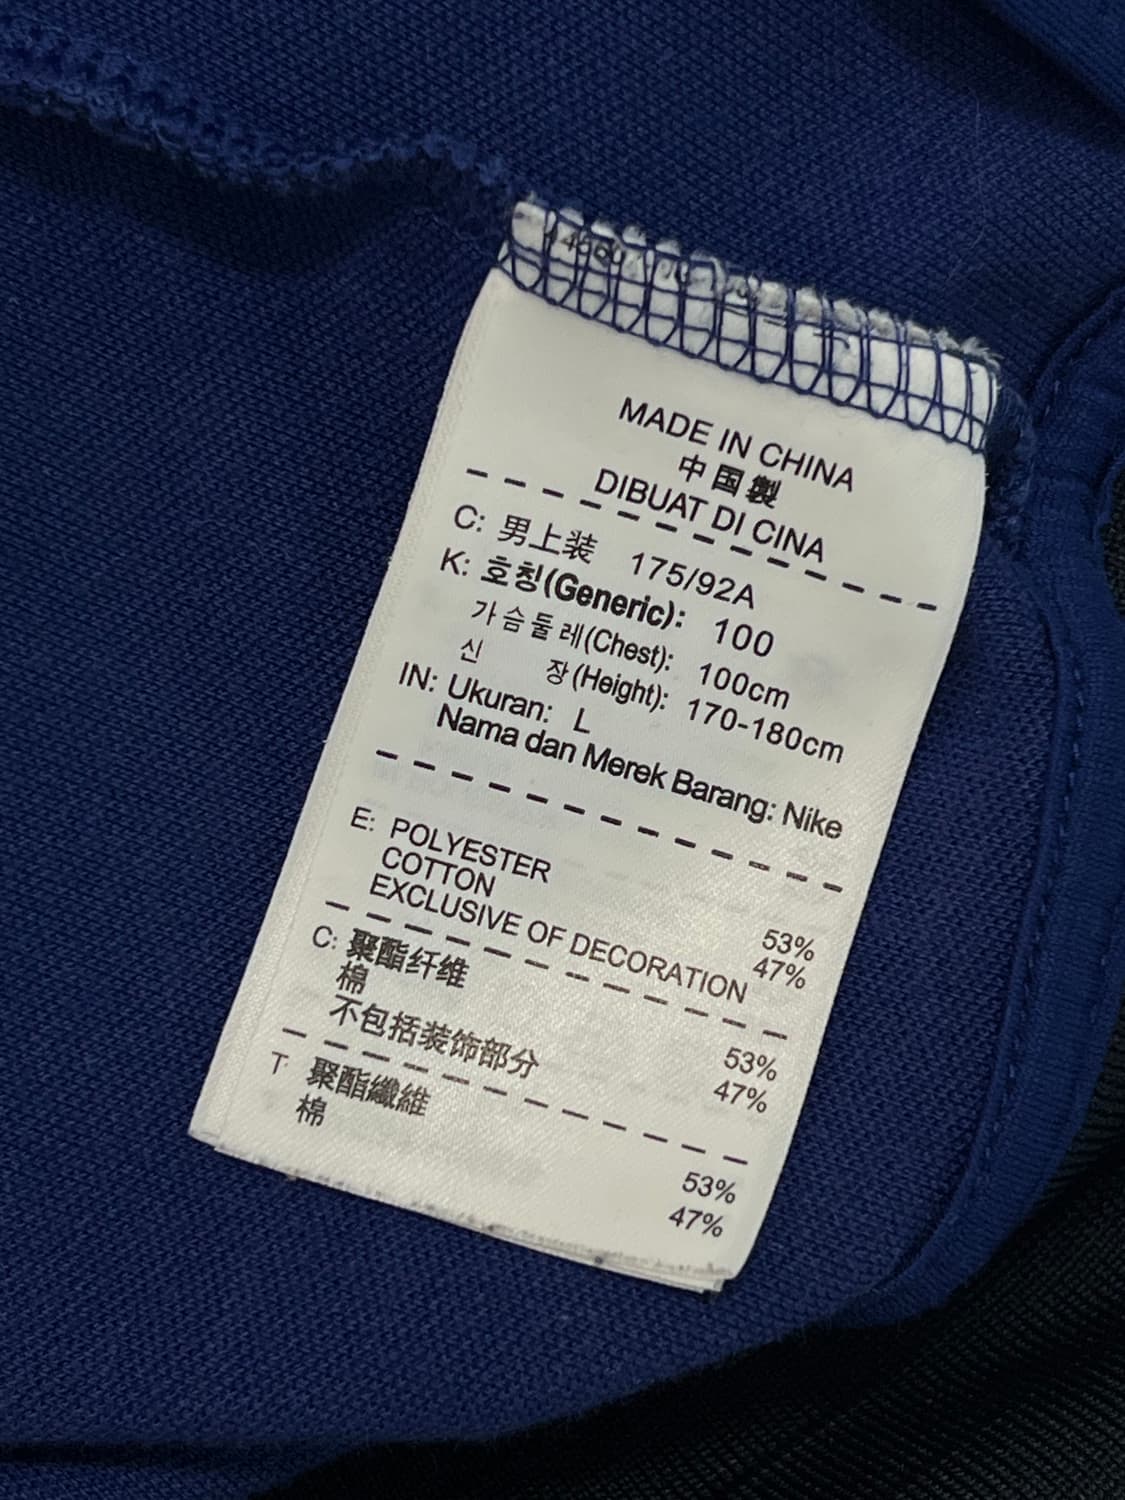 MADE IN CHINA
中国製
DIBUAT DI CINA
C: 男上装 175/92A
K: 호칭(Generic): 100
가슴둘레(Chest): 100cm
신 장(Height): 170-180cm
IN: Ukuran: L
Nama dan Merek Barang: Nike
E: POLYESTER 53%
COTTON 47%
EXCLUSIVE OF DECORATION
C: 聚酯纤维 53%
棉 47%
不包括装饰部分
T: 聚酯纖維 53%
棉 47%